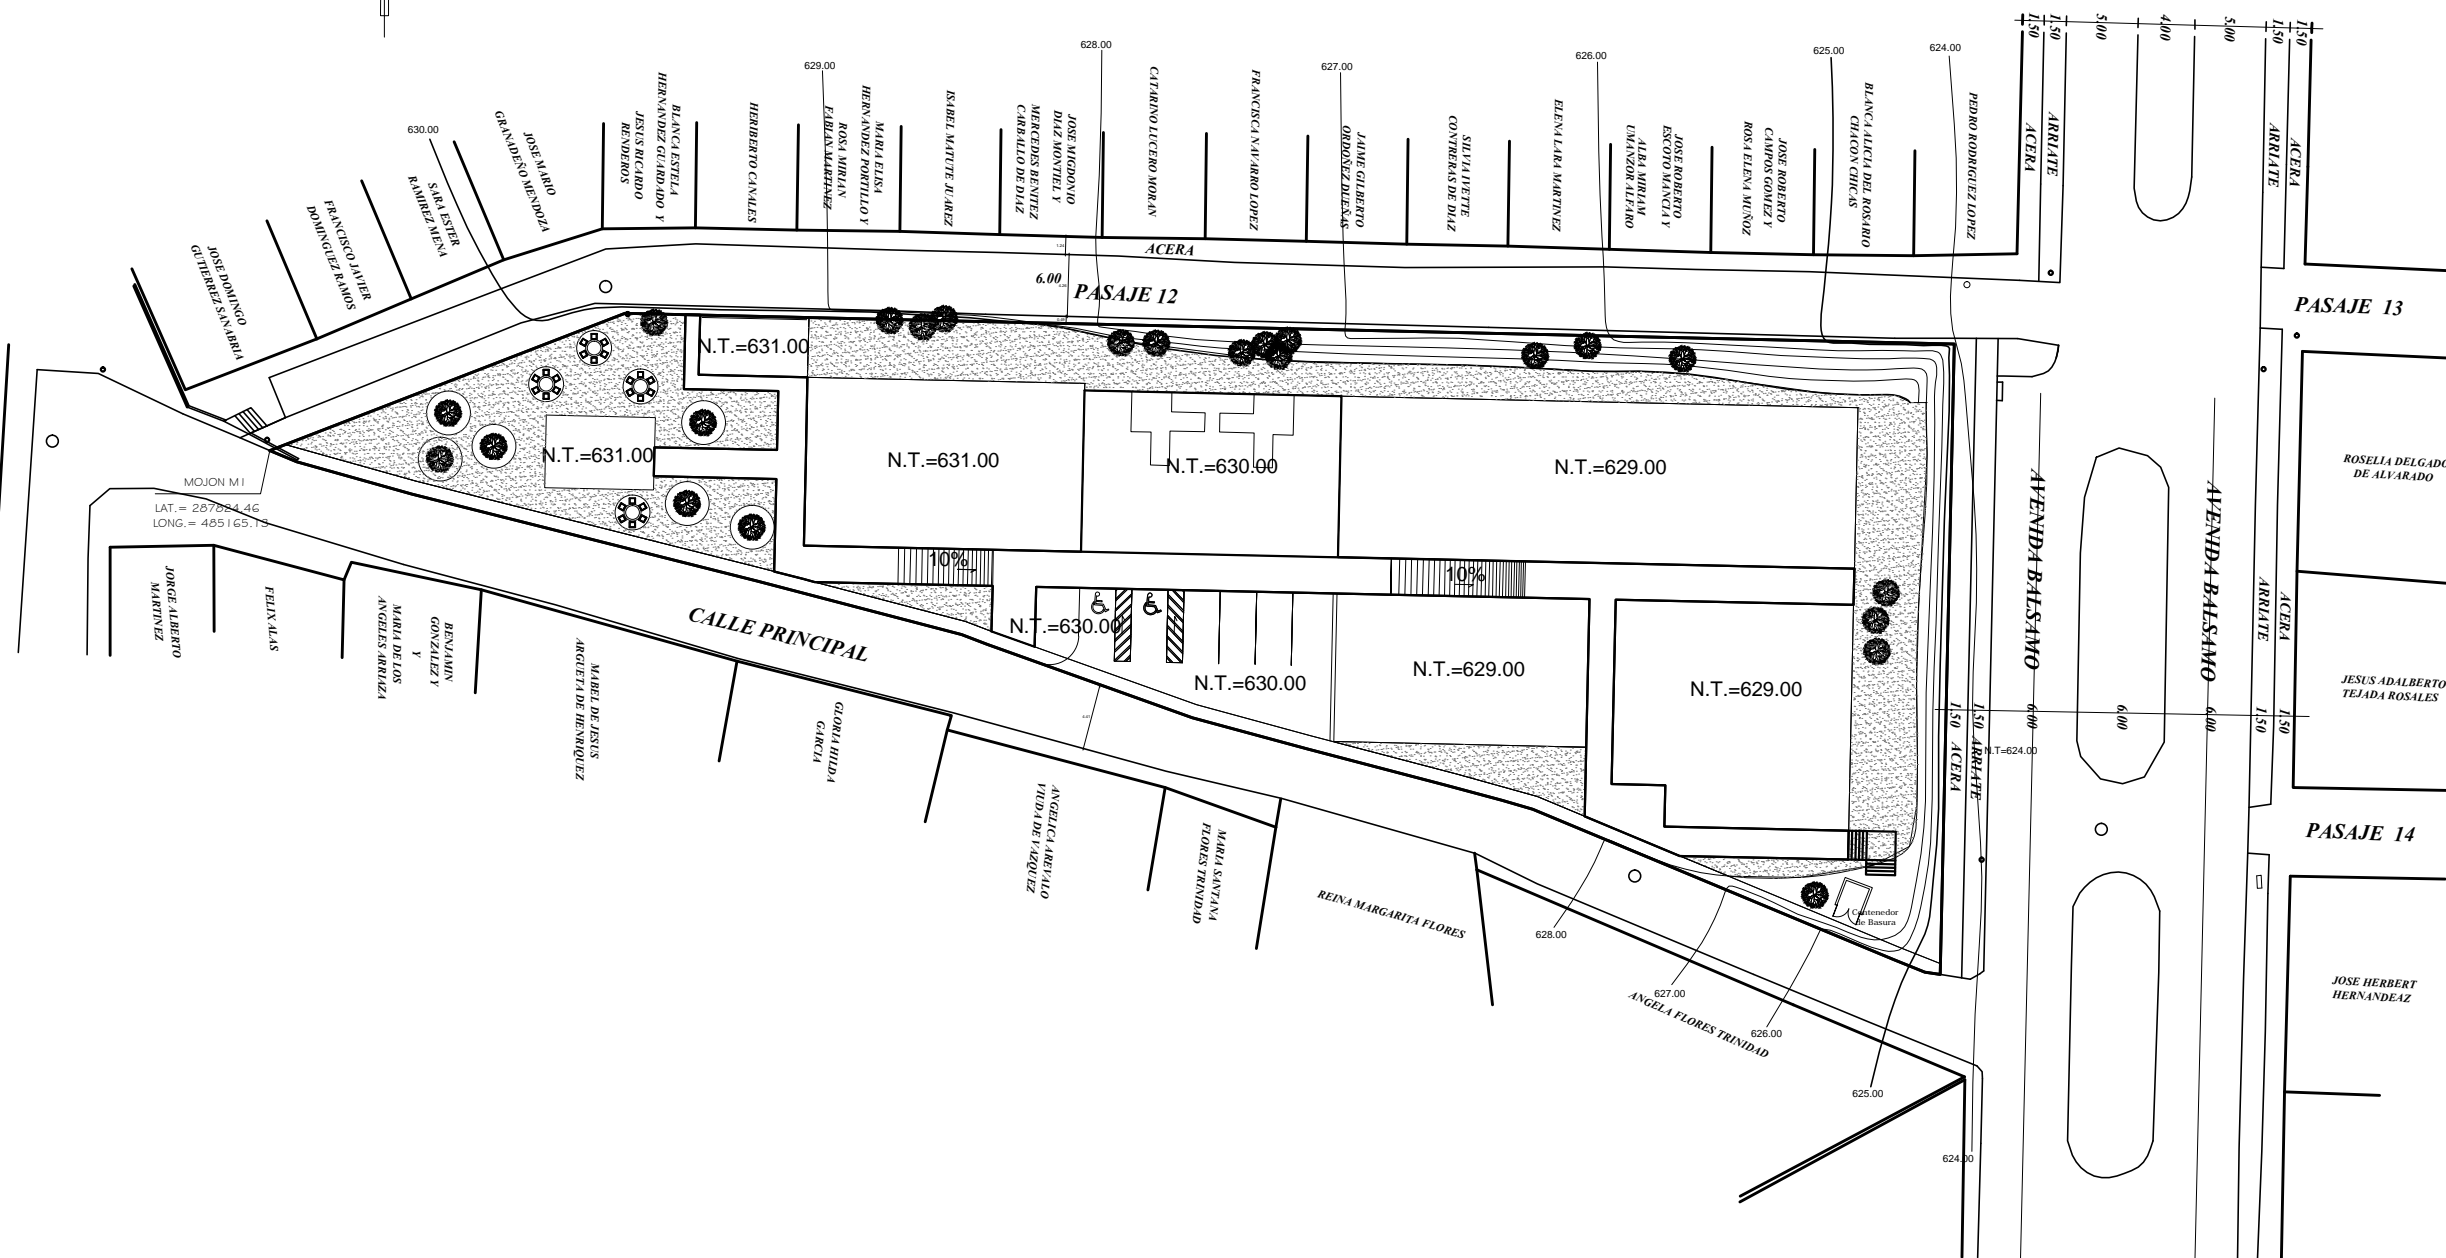 1.50
1.50
5.00
4.00
5.00
1.50
1.50
628.00
624.00
625.00
626.00
629.00
627.00
630.00
JOSE DOMINGO
GUTIERREZ SANABRIA
FRANCISCO JAVIER
DOMINGUEZ RAMOS
SARA ESTER
RAMIREZ MENA
JOSE MARIO
GRANADEÑO MENDOZA
BLANCA ESTELA
HERNANDEZ GUARDADO Y
JESUS RICARDO
RENDEROS
HERIBERTO CANALES
MARIA ELISA
HERNANDEZ PORTILLO Y
ROSA MIRIAN
FABIAN MARTINEZ
ISABEL MATUTE JUAREZ
JOSE MIGDONIO
DIAZ MONTIEL Y
MERCEDES BENITEZ
CARBALLO DE DIAZ
CATARINO LUCERO MORAN
FRANCISCA NAVARRO LOPEZ
JAIME GILBERTO
ORDOÑEZ DUEÑAS
SILVIA IVETTE
CONTRERAS DE DIAZ
ELENA LARA MARTINEZ
JOSE ROBERTO
ESCOTO MANCIA Y
ALBA MIRIAM
UMANZOR ALFARO
JOSE ROBERTO
CAMPOS GOMEZ Y
ROSA ELENA MUÑOZ
BLANCA ALICIA DEL ROSARIO
CHACON CHICAS
PEDRO RODRIGUEZ LOPEZ
ACERA
ARRIATE
ARRIATE
ACERA
ACERA
6.00
PASAJE 12
PASAJE 13
N.T.=631.00
N.T.=631.00
N.T.=631.00
N.T.=630.00
N.T.=629.00
MOJON M1
LAT.= 287824.46
LONG.= 485165.13
10%
10%
N.T.=630.00
N.T.=630.00
N.T.=629.00
N.T.=629.00
AVENIDA BALSAMO
AVENIDA BALSAMO
ROSELIA DELGADO
DE ALVARADO
ARRIATE
ACERA
JESUS ADALBERTO
TEJADA ROSALES
1.50
1.50
6.00
6.00
6.00
1.50
1.50
ACERA
ARRIATE
N.T=624.00
CALLE PRINCIPAL
JORGE ALBERTO
MARTINEZ
FELIX ALAS
BENJAMIN
GONZALEZ Y
Y
MARIA DE LOS
ANGELES ARRIAZA
MABEL DE JESUS
ARGUETA DE HENRIQUEZ
GLORIA HILDA
GARCIA
ANGELICA AREVALO
VIUDA DE VAZQUEZ
MARIA SANTANA
FLORES TRINIDAD
REINA MARGARITA FLORES
ANGELA FLORES TRINIDAD
PASAJE 14
Contenedor
de Basura
628.00
627.00
626.00
625.00
624.00
JOSE HERBERT
HERNANDEAZ